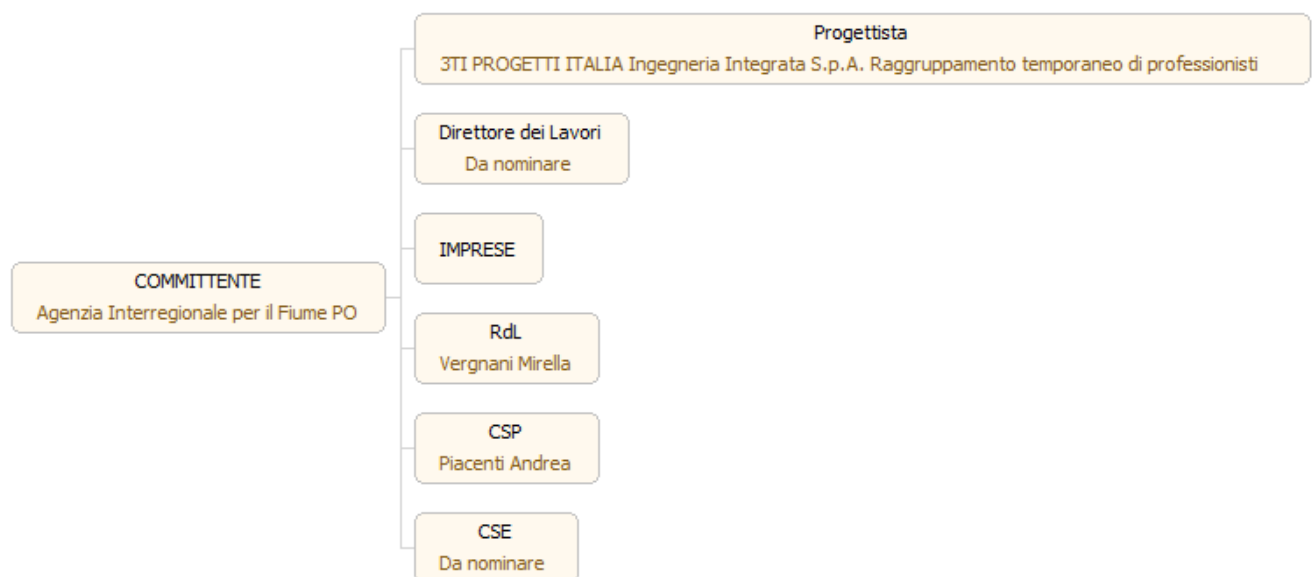 Progettista
3TI PROGETTI ITALIA Ingegneria Integrata S.p.A. Raggruppamento temporaneo di professionisti
Direttore dei Lavori
Da nominare
IMPRESE
COMMITTENTE
Agenzia Interregionale per il Fiume PO
RdL
Vergnani Mirella
CSP
Piacenti Andrea
CSE
Da nominare